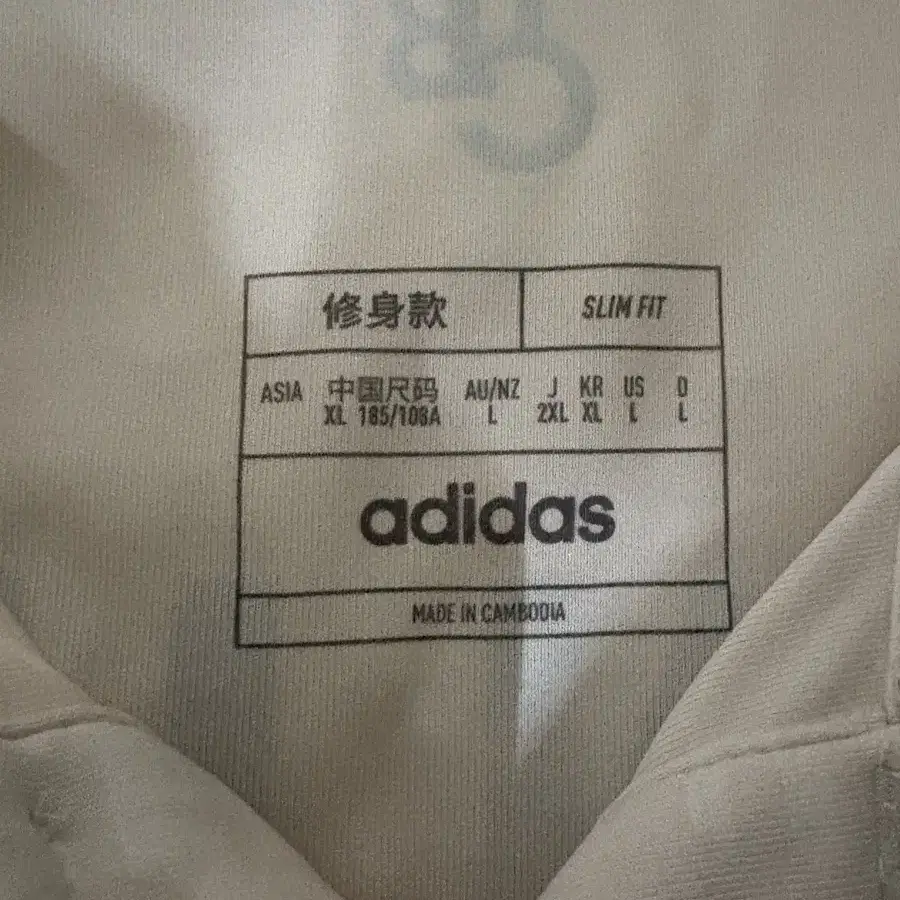 修身款 SLIM FIT
ASIA 中国尺码 AU/NZ J KR US D
XL 185/108A L 2XL XL L L
adidas
MADE IN CAMBODIA